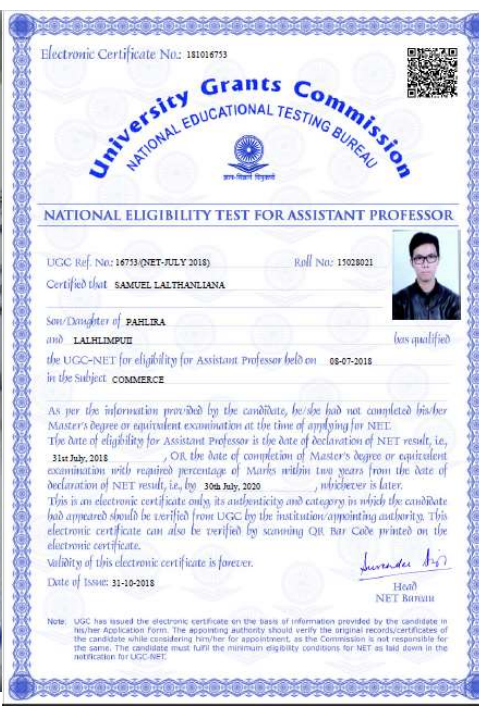 Electronic Certificate No.: 181016753
University Grants Commission
NATIONAL EDUCATIONAL TESTING BUREAU
ज्ञान-विज्ञानं विमुक्तये
NATIONAL ELIGIBILITY TEST FOR ASSISTANT PROFESSOR
UGC Ref. No.: 16753/(NET-JULY 2018) Roll No.: 15028021
Certified that SAMUEL LALTHANLIANA
Son/Daughter of PAHLIRA
and LALHLIMPUII has qualified
the UGC-NET for eligibility for Assistant Professor held on 08-07-2018
in the Subject COMMERCE
As per the information provided by the candidate, he/she had not completed his/her
Master's degree or equivalent examination at the time of applying for NET.
The date of eligibility for Assistant Professor is the date of declaration of NET result, i.e.,
31st July, 2018 , OR the date of completion of Master's degree or equivalent
examination with required percentage of Marks within two years from the date of
declaration of NET result, i.e., by 30th July, 2020 , whichever is later.
This is an electronic certificate only, its authenticity and category in which the candidate
had appeared should be verified from UGC by the institution/appointing authority. This
electronic certificate can also be verified by scanning QR Bar Code printed on the
electronic certificate.
Validity of this electronic certificate is forever.
Date of Issue: 31-10-2018
Head
NET Bureau
Note: UGC has issued the electronic certificate on the basis of information provided by the candidate in
his/her Application Form. The appointing authority should verify the original records/certificates of
the candidate while considering him/her for appointment, as the Commission is not responsible for
the same. The candidate must fulfil the minimum eligibility conditions for NET as laid down in the
notification for UGC-NET.